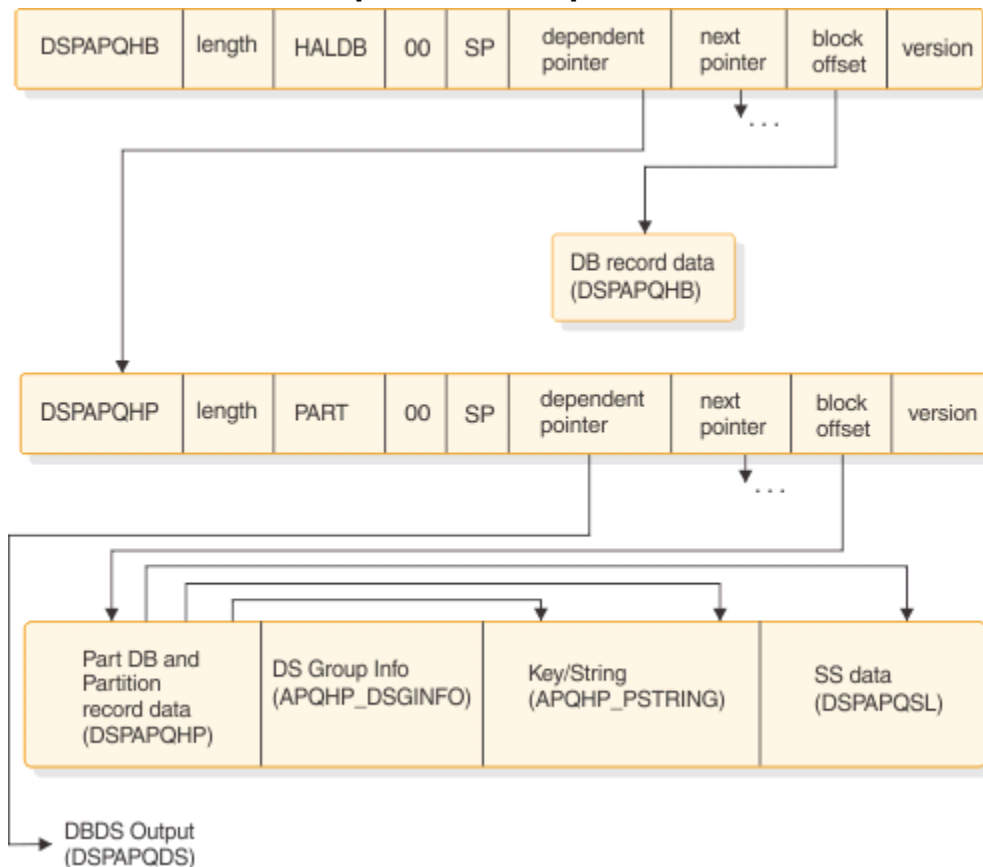 DSPAPQHB length HALDB 00 SP dependent pointer next pointer block offset version
. . .
DB record data
(DSPAPQHB)
DSPAPQHP length PART 00 SP dependent pointer next pointer block offset version
. . .
Part DB and
Partition
record data
(DSPAPQHP)
DS Group Info
(APQHP_DSGINFO)
Key/String
(APQHP_PSTRING)
SS data
(DSPAPQSL)
DBDS Output
(DSPAPQDS)